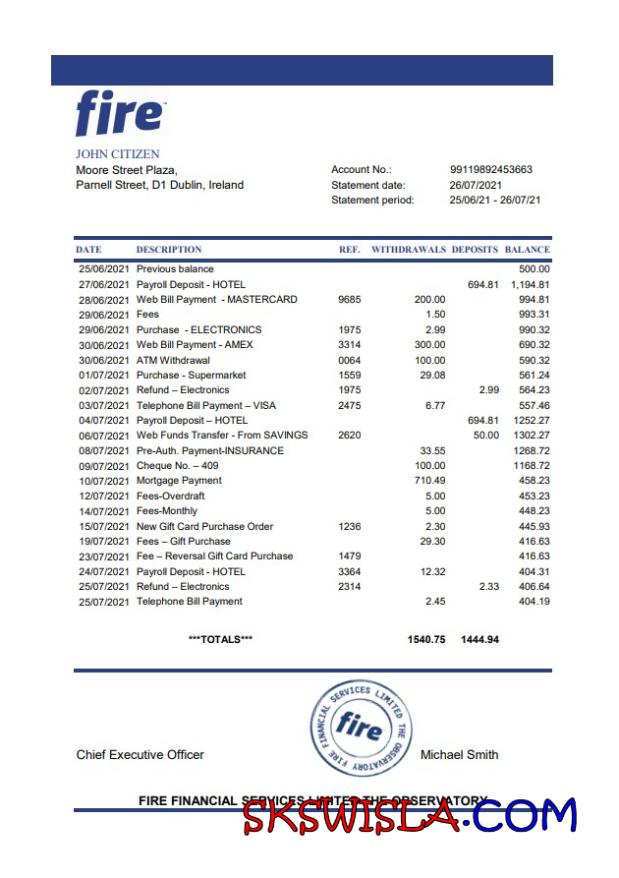 fire™
JOHN CITIZEN
Moore Street Plaza,
Parnell Street, D1 Dublin, Ireland
Account No.: 99119892453663
Statement date: 26/07/2021
Statement period: 25/06/21 - 26/07/21
DATE DESCRIPTION REF. WITHDRAWALS DEPOSITS BALANCE
25/06/2021 Previous balance 500.00
27/06/2021 Payroll Deposit - HOTEL 694.81 1,194.81
28/06/2021 Web Bill Payment - MASTERCARD 9685 200.00 994.81
29/06/2021 Fees 1.50 993.31
29/06/2021 Purchase - ELECTRONICS 1975 2.99 990.32
30/06/2021 Web Bill Payment - AMEX 3314 300.00 690.32
30/06/2021 ATM Withdrawal 0064 100.00 590.32
01/07/2021 Purchase - Supermarket 1559 29.08 561.24
02/07/2021 Refund – Electronics 1975 2.99 564.23
03/07/2021 Telephone Bill Payment – VISA 2475 6.77 557.46
04/07/2021 Payroll Deposit – HOTEL 694.81 1252.27
06/07/2021 Web Funds Transfer - From SAVINGS 2620 50.00 1302.27
08/07/2021 Pre-Auth. Payment-INSURANCE 33.55 1268.72
09/07/2021 Cheque No. – 409 100.00 1168.72
10/07/2021 Mortgage Payment 710.49 458.23
12/07/2021 Fees-Overdraft 5.00 453.23
14/07/2021 Fees-Monthly 5.00 448.23
15/07/2021 New Gift Card Purchase Order 1236 2.30 445.93
19/07/2021 Fees – Gift Purchase 29.30 416.63
23/07/2021 Fee – Reversal Gift Card Purchase 1479 416.63
24/07/2021 Payroll Deposit - HOTEL 3364 12.32 404.31
25/07/2021 Refund – Electronics 2314 2.33 406.64
25/07/2021 Telephone Bill Payment 2.45 404.19
***TOTALS*** 1540.75 1444.94
FIRE FINANCIAL SERVICES LIMITED THE OBSERVATORY
fire
Chief Executive Officer Michael Smith
FIRE FINANCIAL SERVICES LIMITED THE OBSERVATORY
SKSWISLA.COM